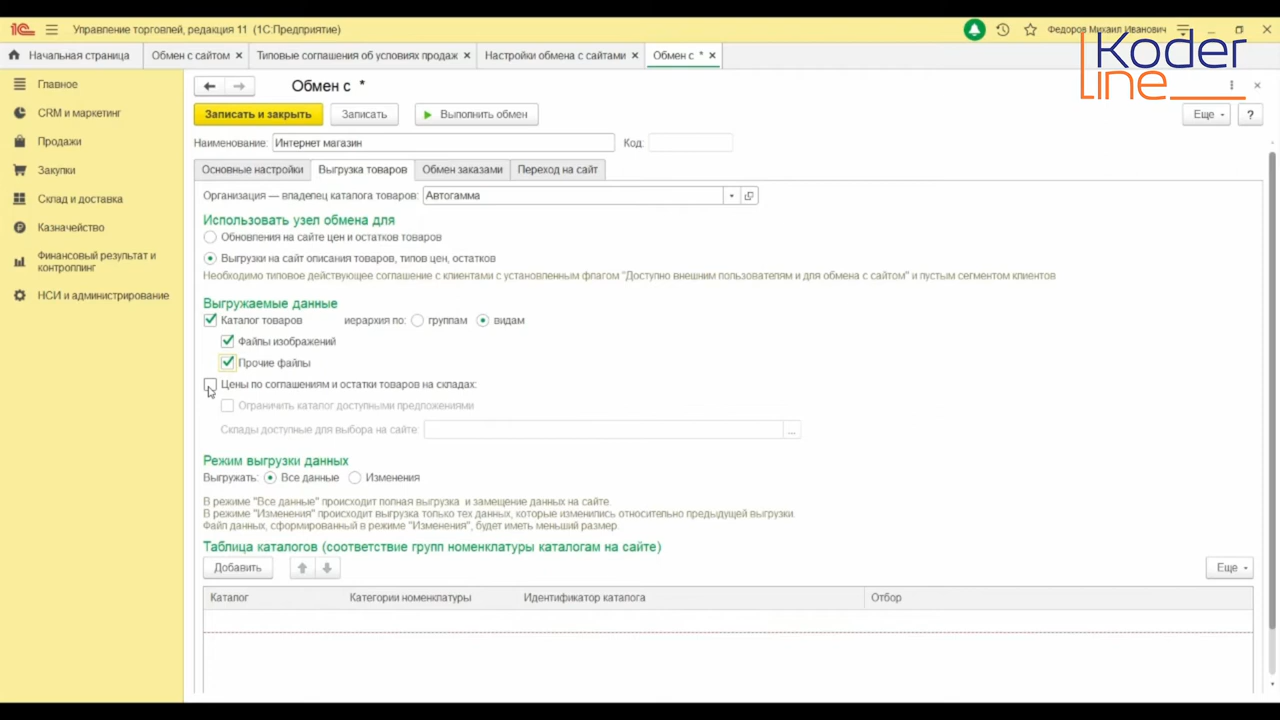 Управление торговлей, редакция 11 (1С:Предприятие)
Федоров Михаил Иванович
Koder
line
Начальная страница
Обмен с сайтом ×
Типовые соглашения об условиях продаж ×
Настройки обмена с сайтами ×
Обмен с * ×
Главное
CRM и маркетинг
Продажи
Закупки
Склад и доставка
Казначейство
Финансовый результат и
контроллинг
НСИ и администрирование
Обмен с *
Записать и закрыть
Записать
Выполнить обмен
Еще
?
Наименование: Интернет магазин
Код:
Основные настройки
Выгрузка товаров
Обмен заказами
Переход на сайт
Организация — владелец каталога товаров: Автогамма
Использовать узел обмена для
Обновления на сайте цен и остатков товаров
Выгрузки на сайт описания товаров, типов цен, остатков
Необходимо типовое действующее соглашение с клиентами с установленным флагом "Доступно внешним пользователям и для обмена с сайтом" и пустым сегментом клиентов
Выгружаемые данные
Каталог товаров иерархия по: группам видам
Файлы изображений
Прочие файлы
Цены по соглашениям и остатки товаров на складах:
Ограничить каталог доступными предложениями
Склады доступные для выбора на сайте: ...
Режим выгрузки данных
Выгружать: Все данные Изменения
В режиме "Все данные" происходит полная выгрузка и замещение данных на сайте.
В режиме "Изменения" происходит выгрузка только тех данных, которые изменились относительно предыдущей выгрузки.
Файл данных, сформированный в режиме "Изменения", будет иметь меньший размер.
Таблица каталогов (соответствие групп номенклатуры каталогам на сайте)
Добавить
Еще
Каталог
Категории номенклатуры
Идентификатор каталога
Отбор